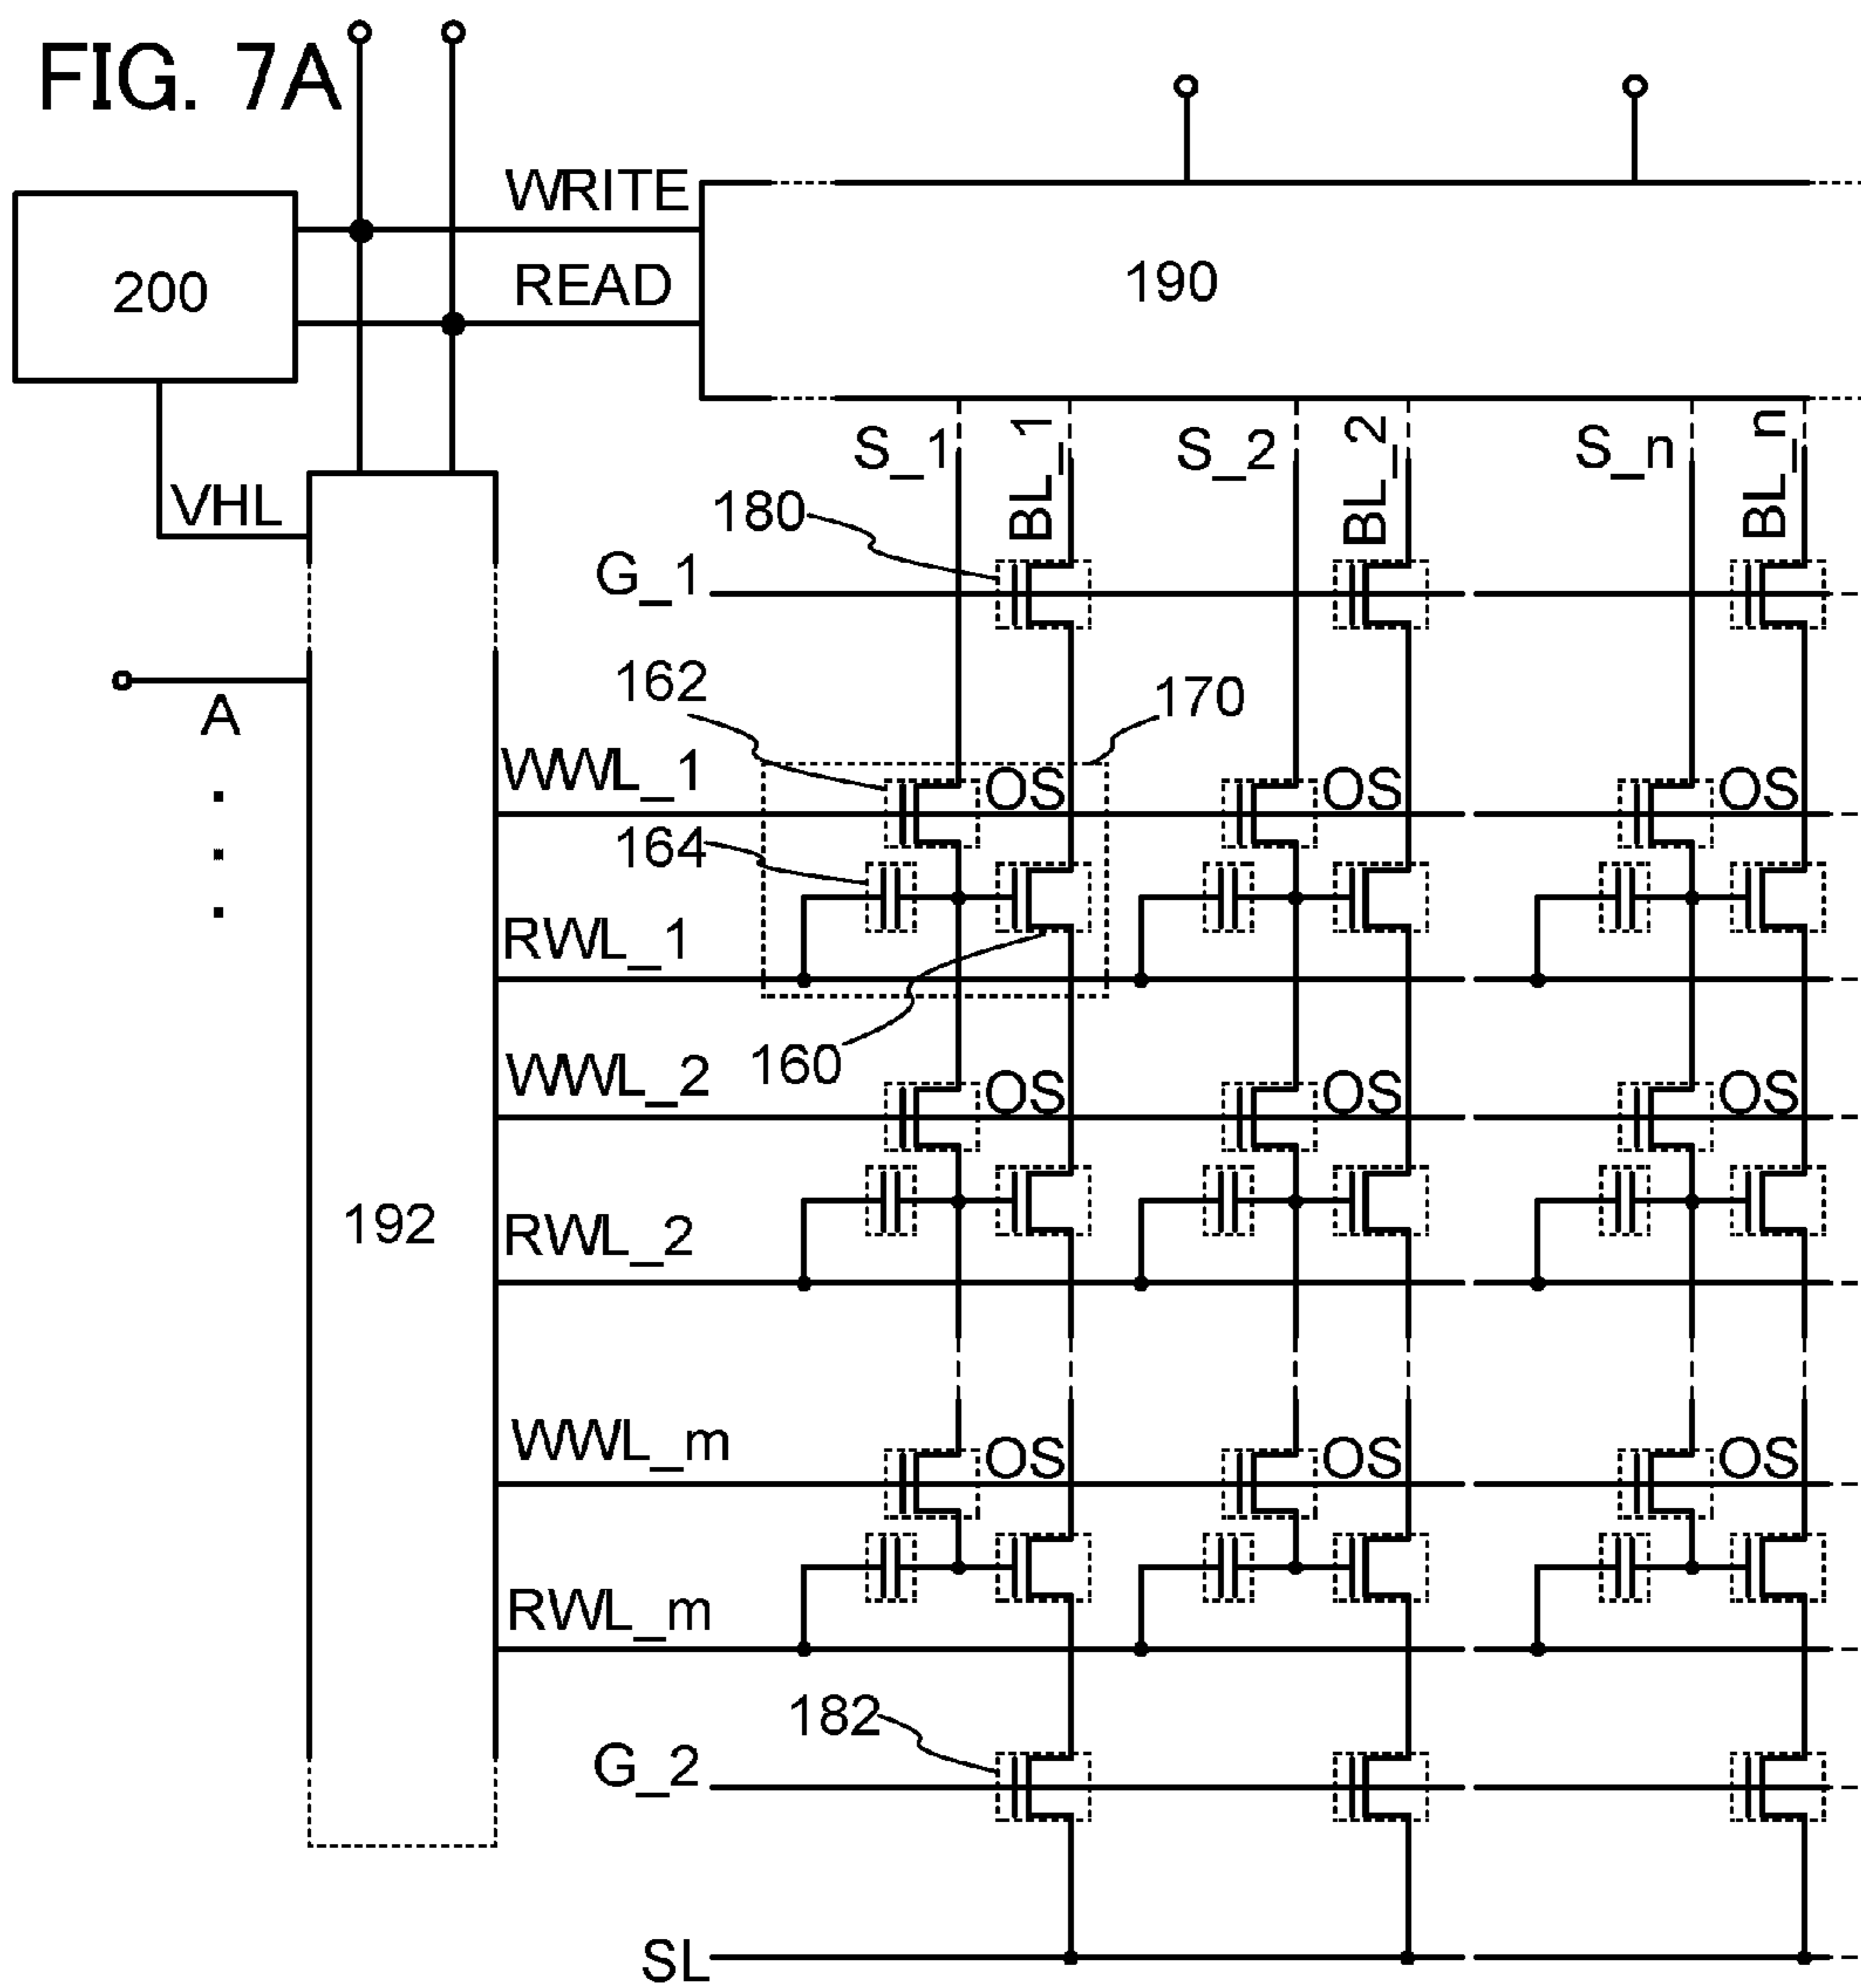 FIG. 7A
WRITE
READ
200
190
S_1
BL_1
S_2
BL_2
S_n
BL_n
VHL
180
G_1
162
170
A
WWL_1
OS
OS
OS
164
RWL_1
160
WWL_2
OS
OS
OS
192
RWL_2
WWL_m
OS
OS
OS
RWL_m
182
G_2
SL